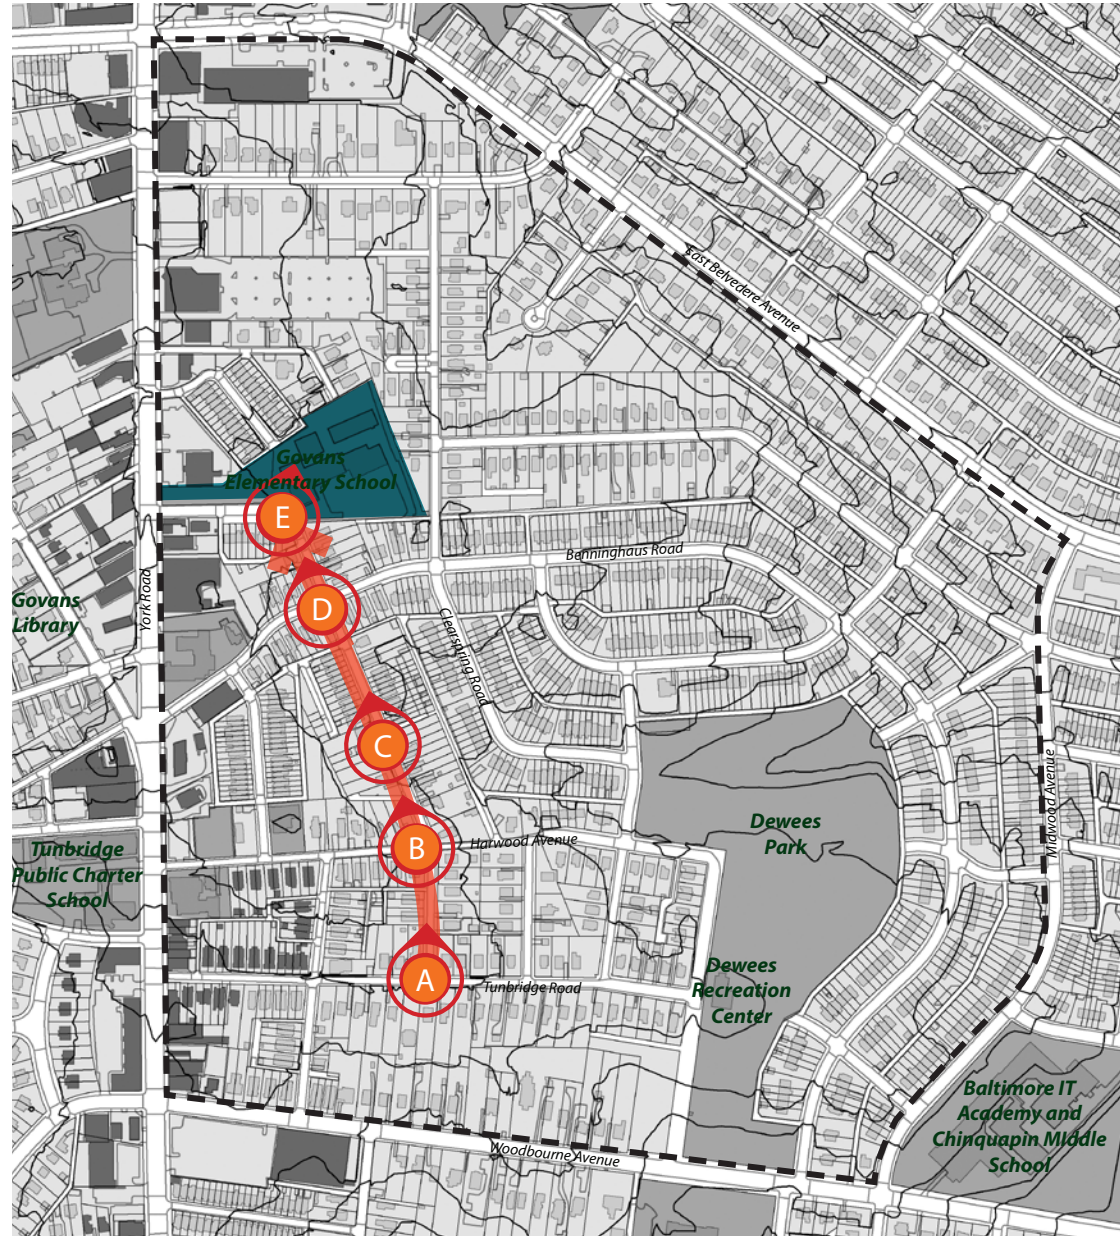 East Belvedere Avenue
Govans
Elementary School
E
Benninghaus Road
York Road
Govans
Library
D
Clearspring Road
C
Dewees
Park
Midwood Avenue
B
Harwood Avenue
Tunbridge
Public Charter
School
A
Tunbridge Road
Dewees
Recreation
Center
Baltimore IT
Academy and
Chinquapin Middle
School
Woodbourne Avenue